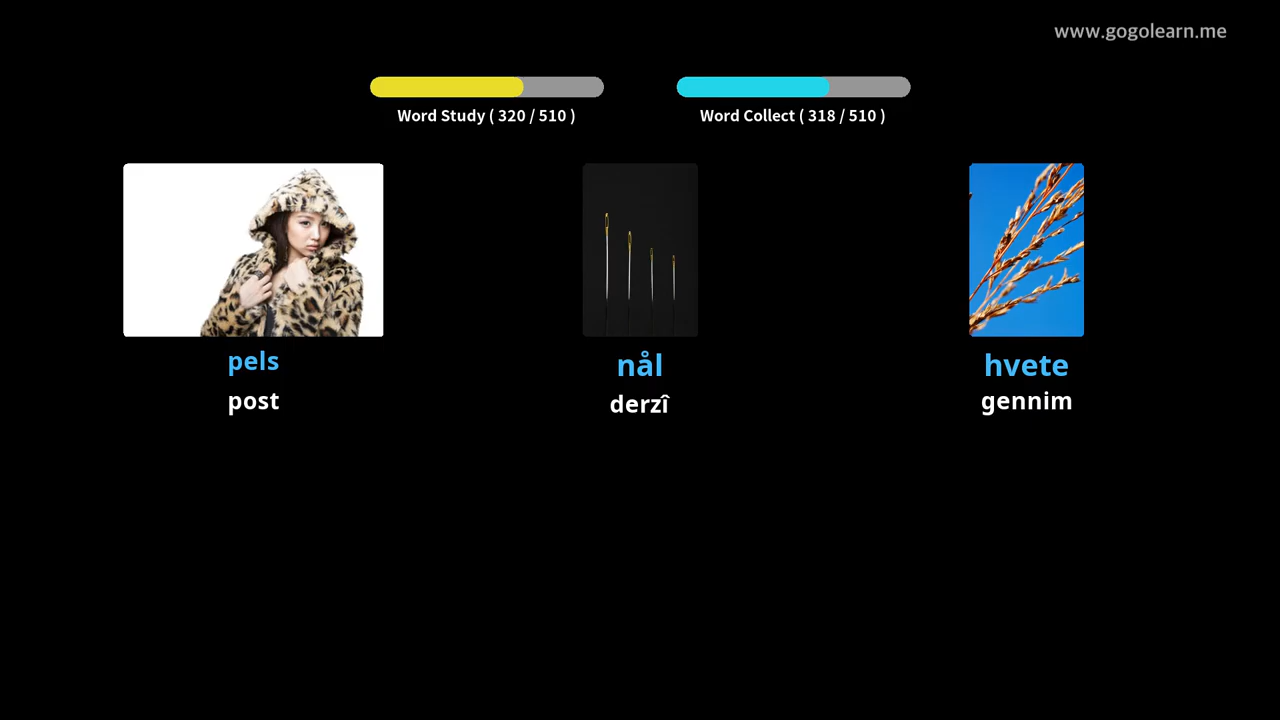 www.gogolearn.me
Word Study ( 320 / 510 )
Word Collect ( 318 / 510 )
pels
post
nål
derzî
hvete
gennim